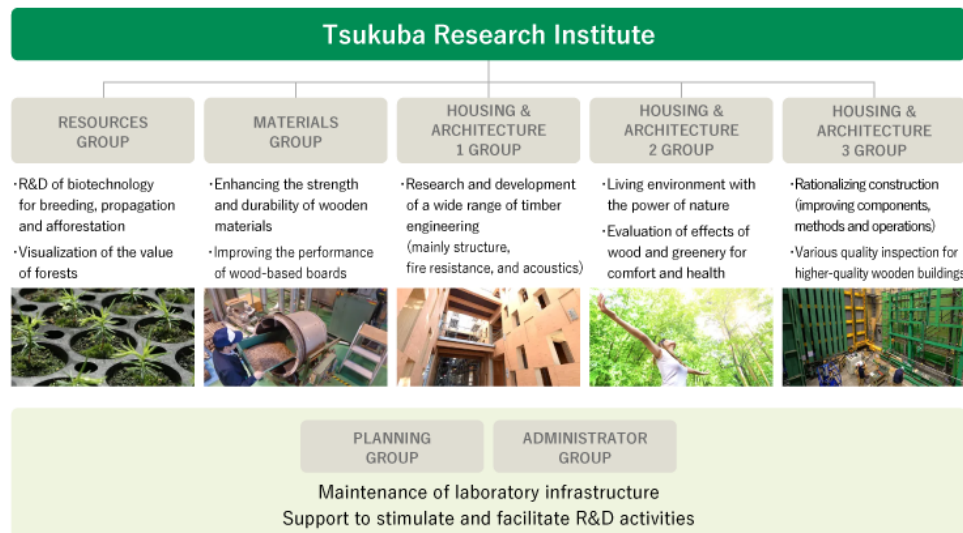 Tsukuba Research Institute
RESOURCES
GROUP
・R&D of biotechnology
for breeding, propagation
and afforestation
・Visualization of the value
of forests
MATERIALS
GROUP
・Enhancing the strength
and durability of wooden
materials
・Improving the performance
of wood-based boards
HOUSING &
ARCHITECTURE
1 GROUP
・Research and development
of a wide range of timber
engineering
(mainly structure,
fire resistance, and acoustics)
HOUSING &
ARCHITECTURE
2 GROUP
・Living environment with
the power of nature
・Evaluation of effects of
wood and greenery for
comfort and health
HOUSING &
ARCHITECTURE
3 GROUP
・Rationalizing construction
(improving components,
methods and operations)
・Various quality inspection for
higher-quality wooden buildings
PLANNING
GROUP
ADMINISTRATOR
GROUP
Maintenance of laboratory infrastructure
Support to stimulate and facilitate R&D activities